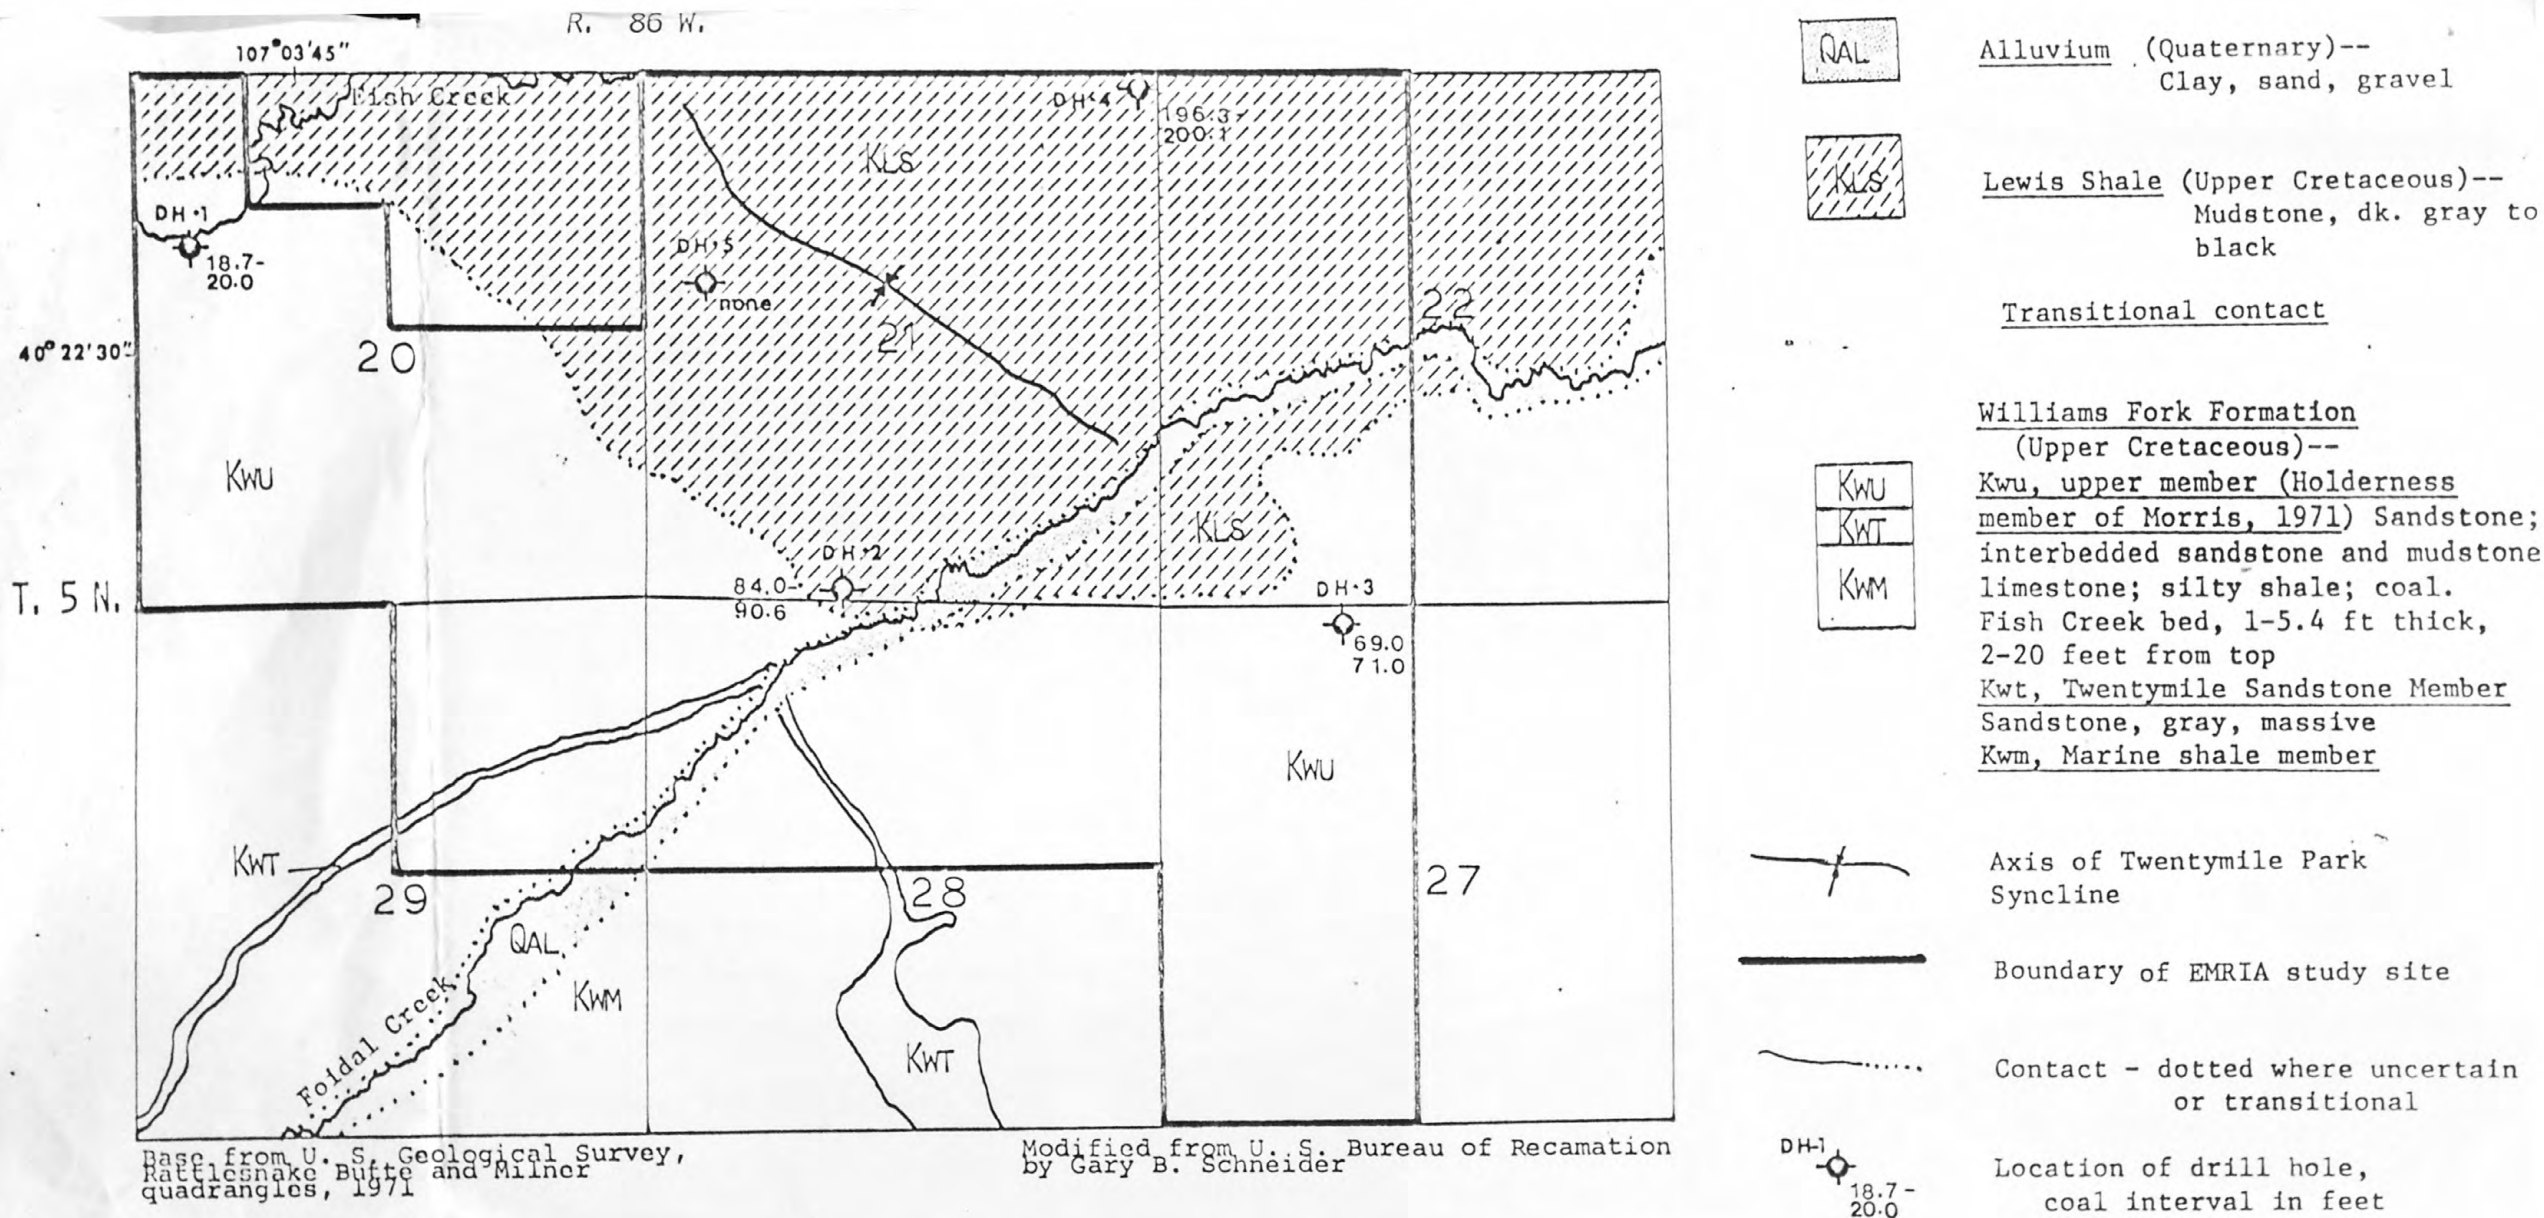 R. 86 W.
107°03'45"
Fish Creek
DH·4
196.3-
200.1
KLS
DH·1
18.7-
20.0
DH·5
none
21
22
40°22'30"
20
KWU
KLS
DH·2
84.0-
90.6
DH·3
69.0
71.0
T. 5 N.
KWU
KWT
29
28
27
QAL
KWM
Foidal Creek
KWT
Base from U. S. Geological Survey,
Rattlesnake Butte and Milner
quadrangles, 1971
Modified from U. S. Bureau of Recamation
by Gary B. Schneider
QAL
Alluvium (Quaternary)--
Clay, sand, gravel
KLS
Lewis Shale (Upper Cretaceous)--
Mudstone, dk. gray to
black
Transitional contact
Williams Fork Formation
(Upper Cretaceous)--
KWU
KWT
KWM
Kwu, upper member (Holderness
member of Morris, 1971) Sandstone;
interbedded sandstone and mudstone
limestone; silty shale; coal.
Fish Creek bed, 1-5.4 ft thick,
2-20 feet from top
Kwt, Twentymile Sandstone Member
Sandstone, gray, massive
Kwm, Marine shale member
Axis of Twentymile Park
Syncline
Boundary of EMRIA study site
Contact - dotted where uncertain
or transitional
DH-1
18.7-
20.0
Location of drill hole,
coal interval in feet